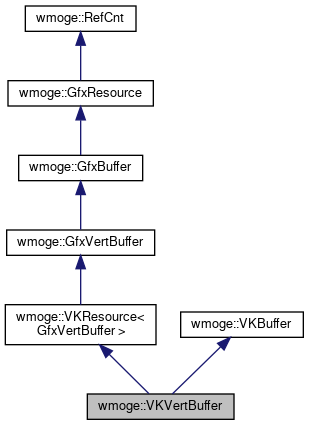 wmoge::RefCnt
wmoge::GfxResource
wmoge::GfxBuffer
wmoge::GfxVertBuffer
wmoge::VKResource<
GfxVertBuffer >
wmoge::VKBuffer
wmoge::VKVertBuffer